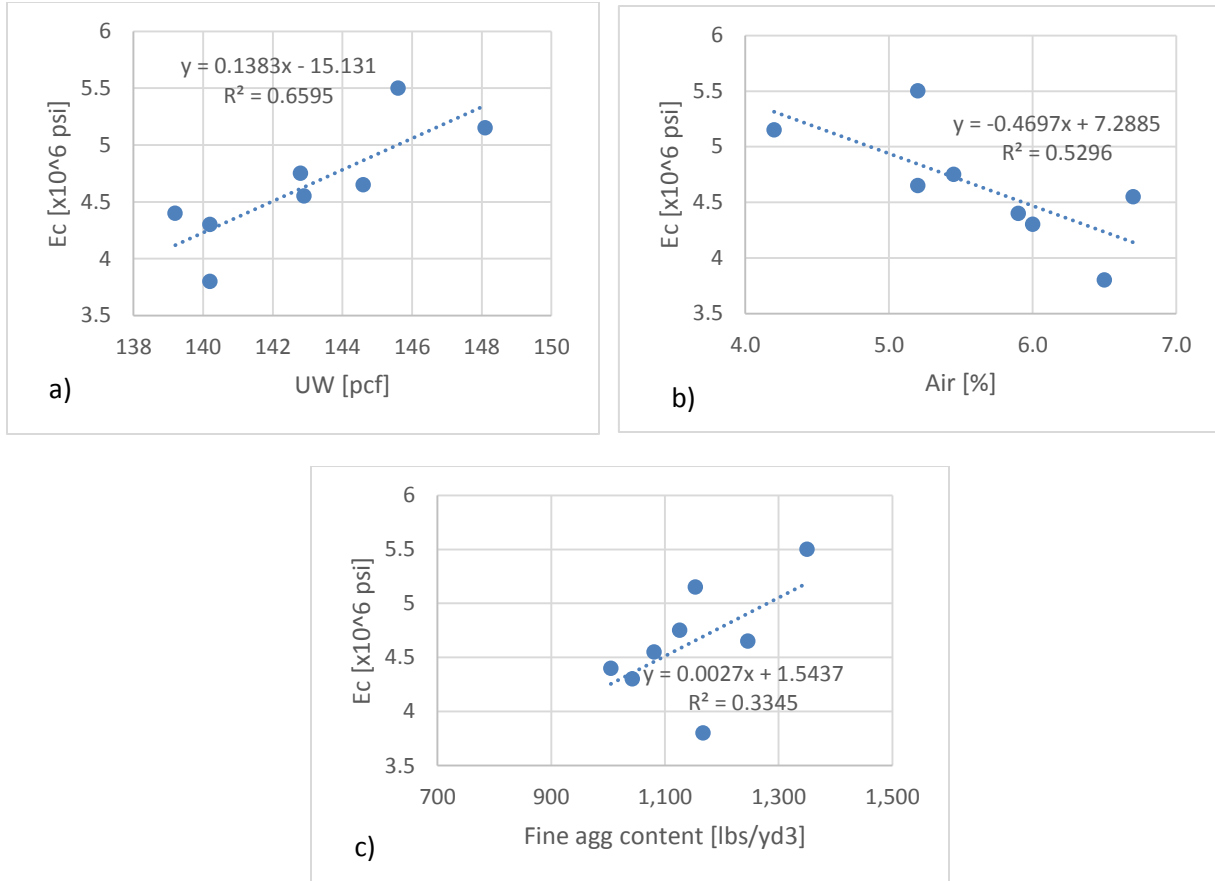 6
5.5
5
4.5
4
3.5
Ec [x10^6 psi]
y = 0.1383x - 15.131
R² = 0.6595
138 140 142 144 146 148 150
UW [pcf]
a)
6
5.5
5
4.5
4
3.5
Ec [x10^6 psi]
y = -0.4697x + 7.2885
R² = 0.5296
4.0 5.0 6.0 7.0
Air [%]
b)
6
5.5
5
4.5
4
3.5
Ec [x10^6 psi]
y = 0.0027x + 1.5437
R² = 0.3345
700 900 1,100 1,300 1,500
Fine agg content [lbs/yd3]
c)